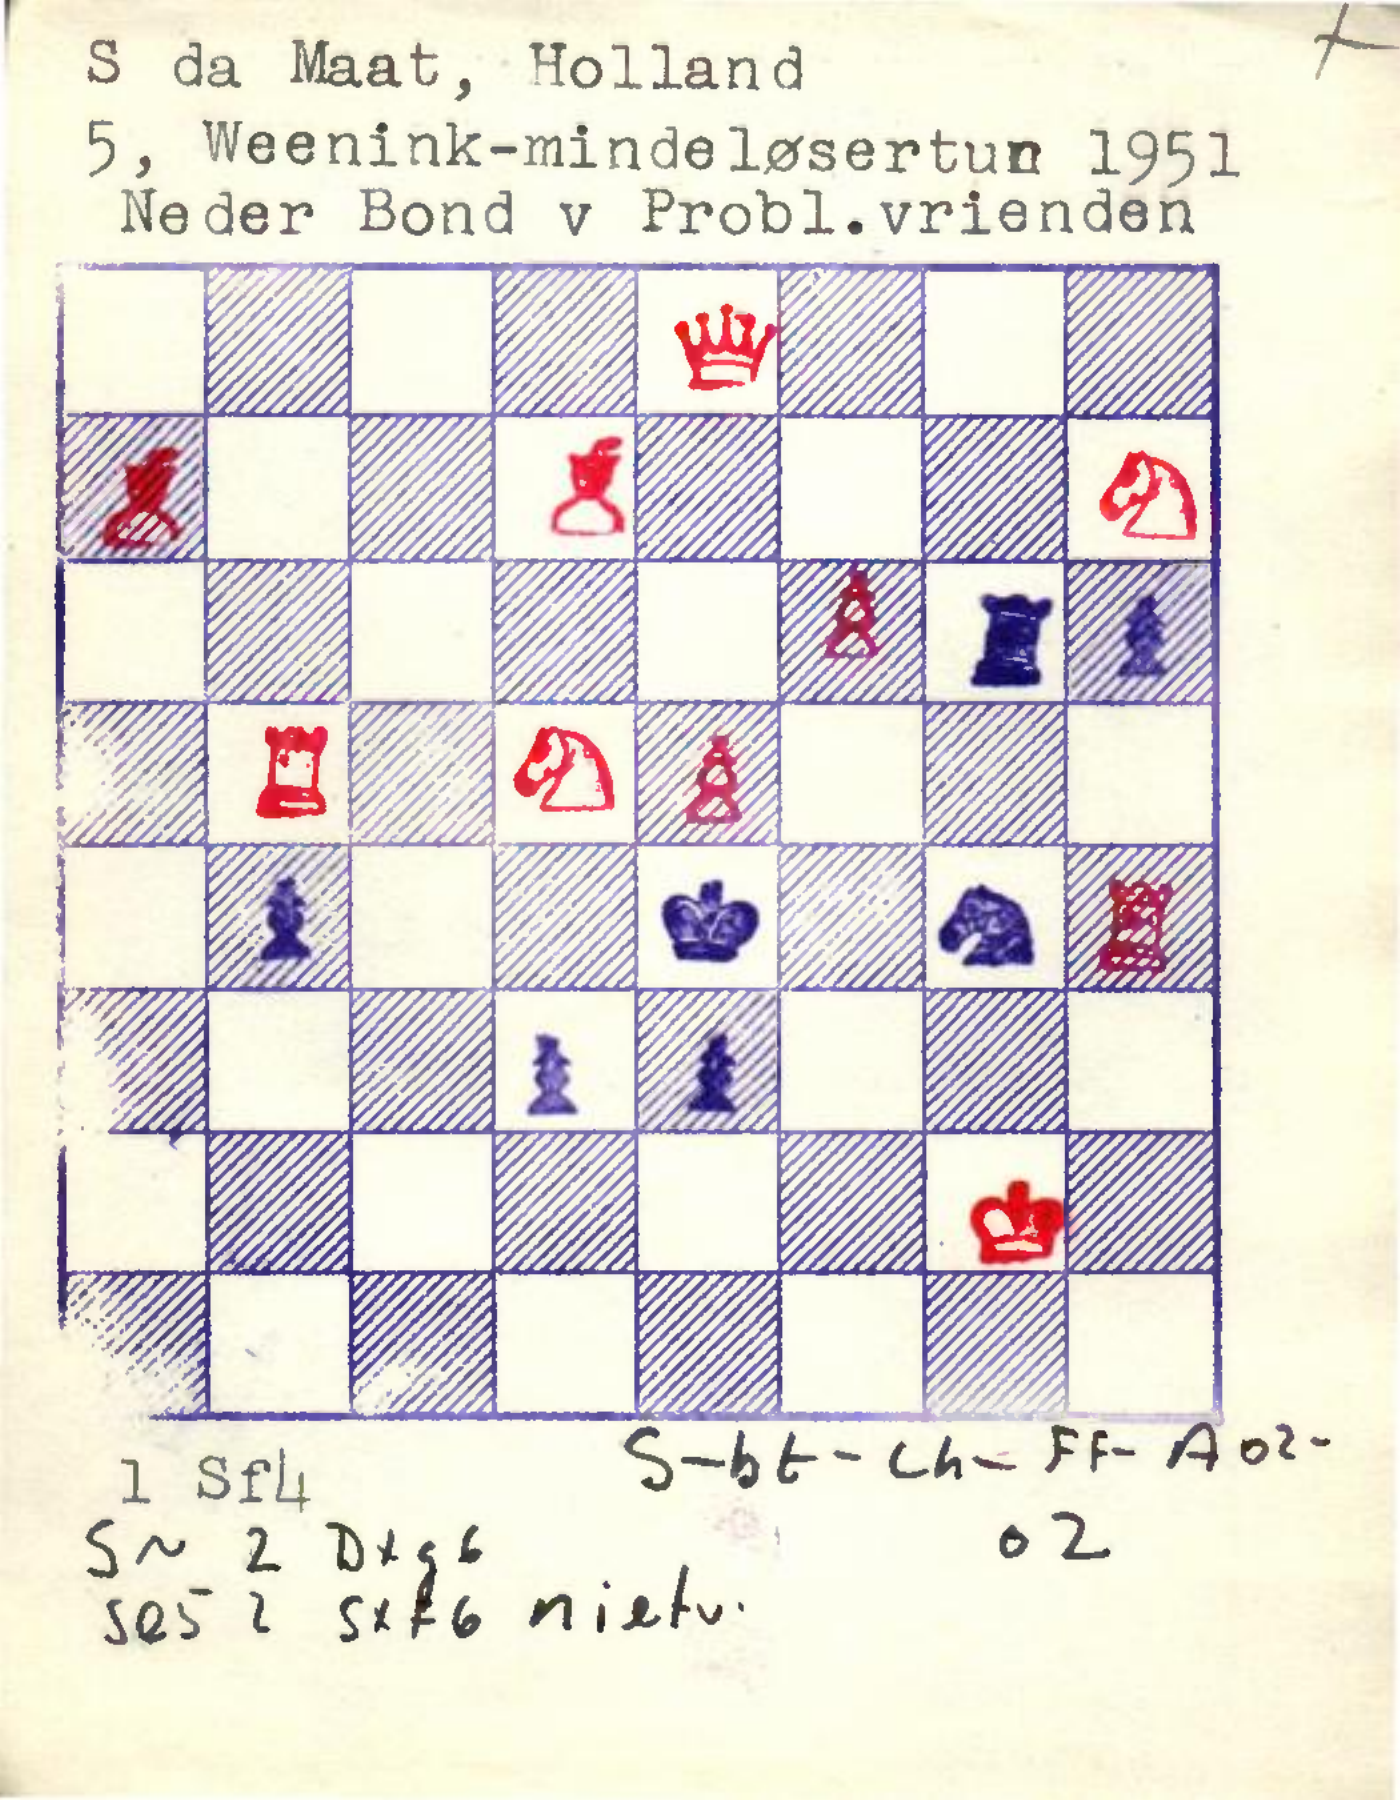 S da Maat, Holland
5, Weenink-mindeløsertun 1951
Neder Bond v Probl.vrienden
1 Sf4
S-bt-Ch-FF-A02-
02
S~ 2 Dxg6
Se5 2 Sxf6 nietv.